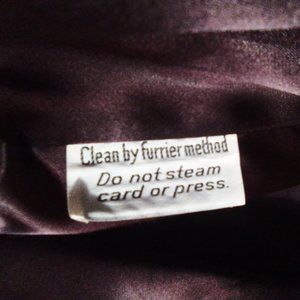 Clean by furrier method
Do not steam
card or press.